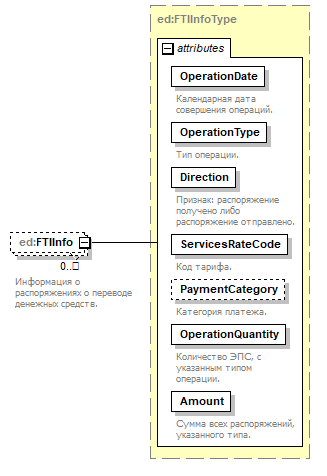 ed:FTIInfoType
attributes
OperationDate
Календарная дата
совершения операций.
OperationType
Тип операции.
Direction
Признак: распоряжение
получено либо
распоряжение отправлено.
ed:FTIInfo
0..
Информация о
распоряжениях о переводе
денежных средств.
ServicesRateCode
Код тарифа.
PaymentCategory
Категория платежа.
OperationQuantity
Количество ЭПС, с
указанным типом
операции.
Amount
Сумма всех распоряжений,
указанного типа.